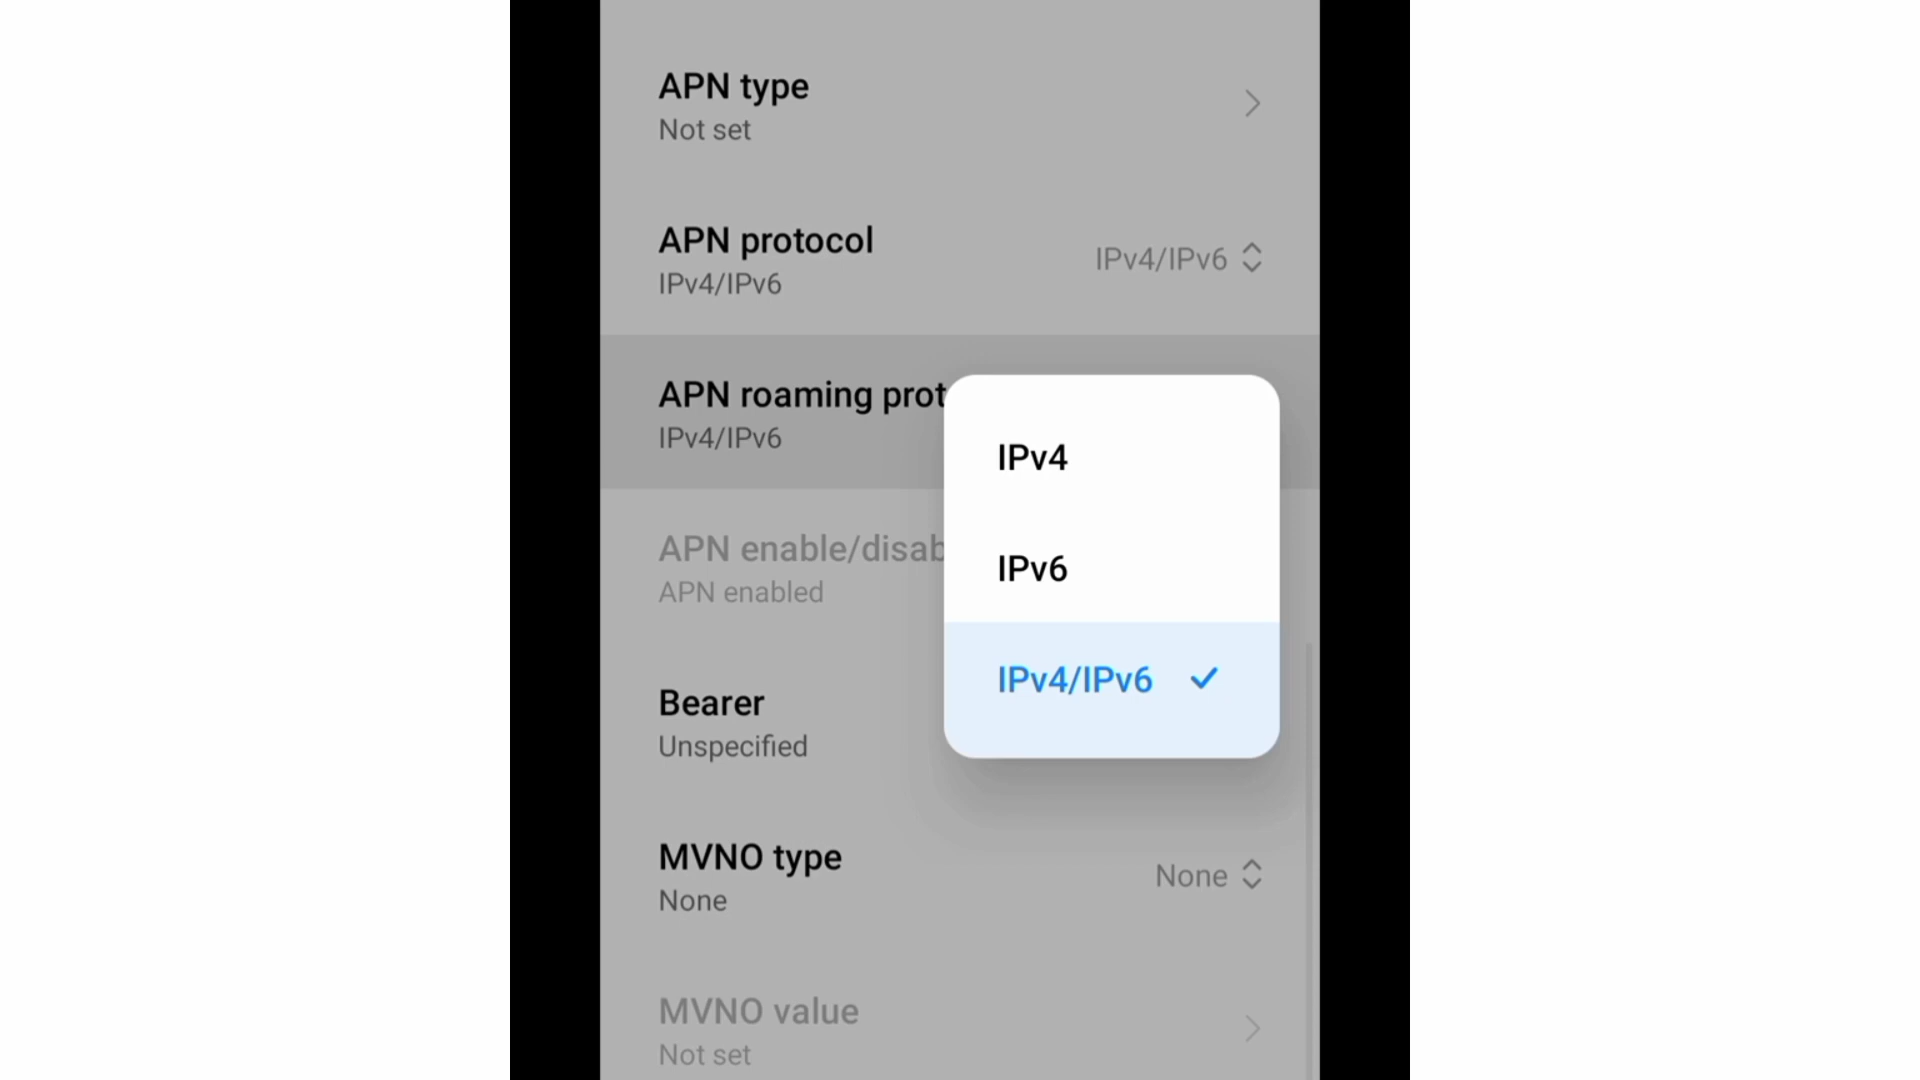 APN type
Not set
APN protocol
IPv4/IPv6
IPv4/IPv6
APN roaming prot
IPv4/IPv6
IPv4
IPv6
IPv4/IPv6
APN enable/disab
APN enabled
Bearer
Unspecified
MVNO type
None
None
MVNO value
Not set